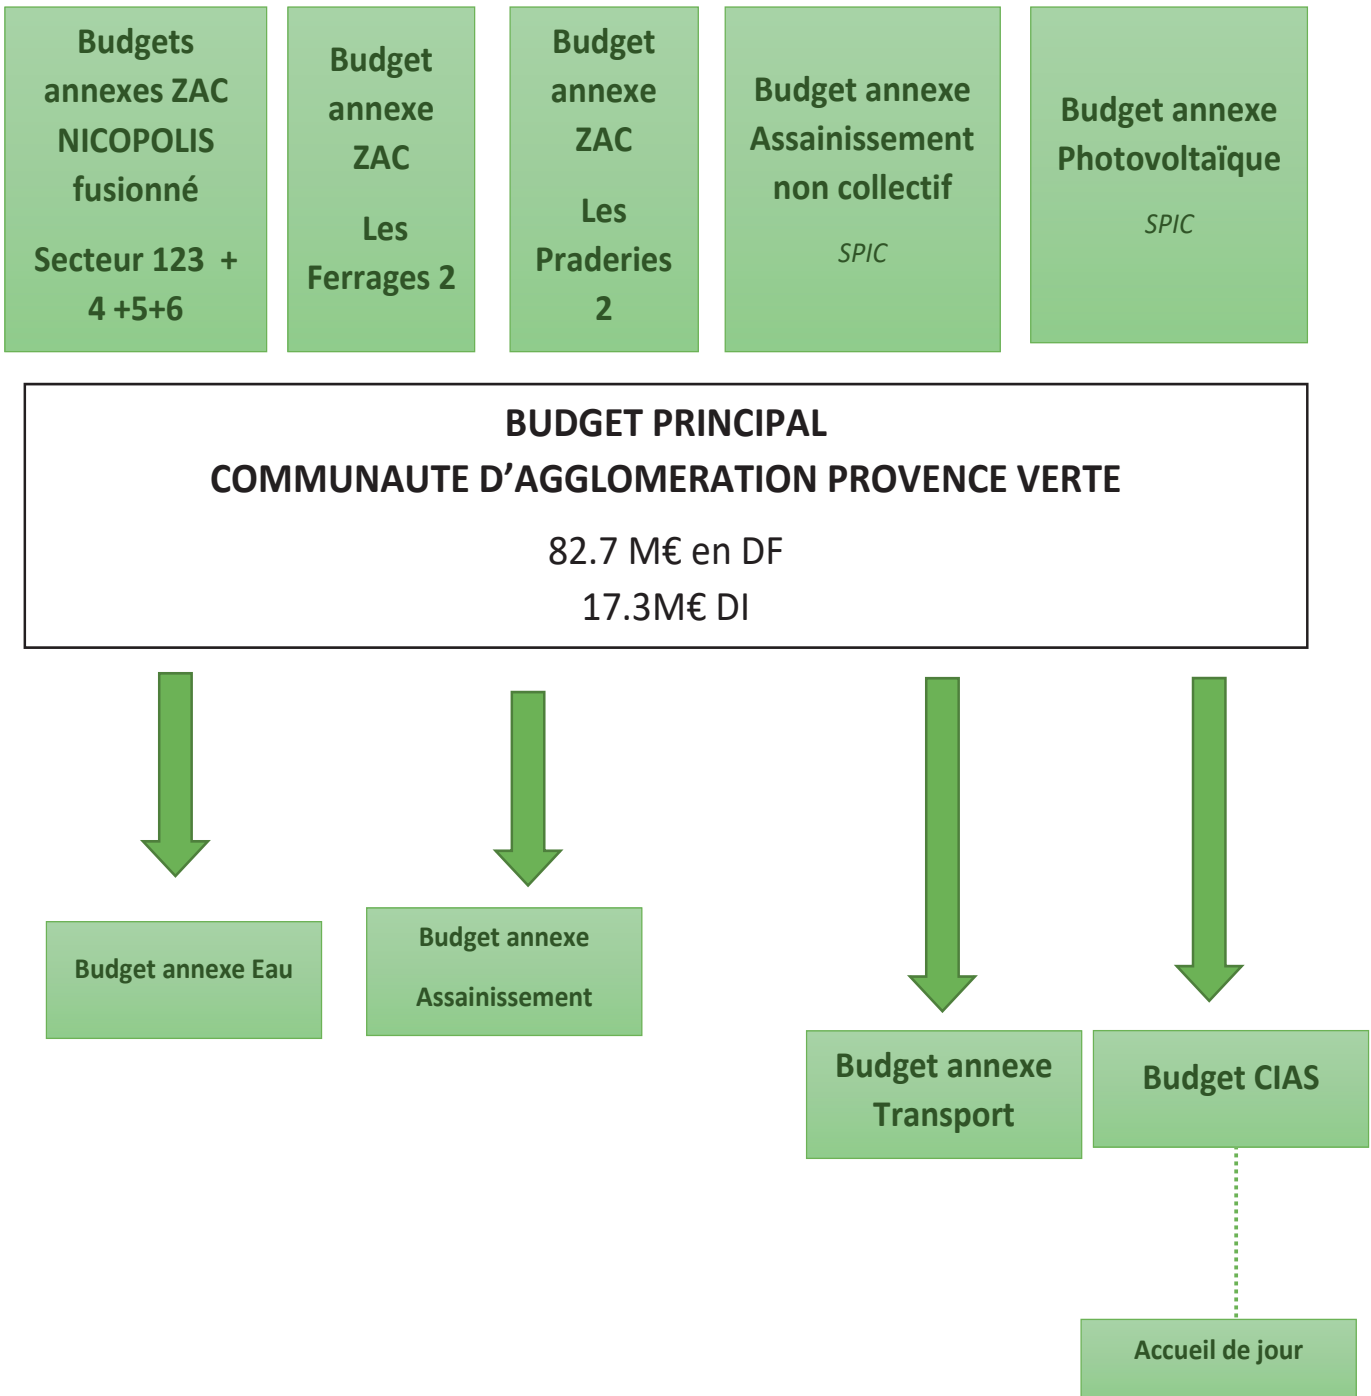 Budgets
annexes ZAC
NICOPOLIS
fusionné
Secteur 123 +
4 +5+6
Budget
annexe
ZAC
Les
Ferrages 2
Budget
annexe
ZAC
Les
Praderies
2
Budget annexe
Assainissement
non collectif
SPIC
Budget annexe
Photovoltaïque
SPIC
BUDGET PRINCIPAL
COMMUNAUTE D’AGGLOMERATION PROVENCE VERTE
82.7 M€ en DF
17.3M€ DI
Budget annexe Eau
Budget annexe
Assainissement
Budget annexe
Transport
Budget CIAS
Accueil de jour